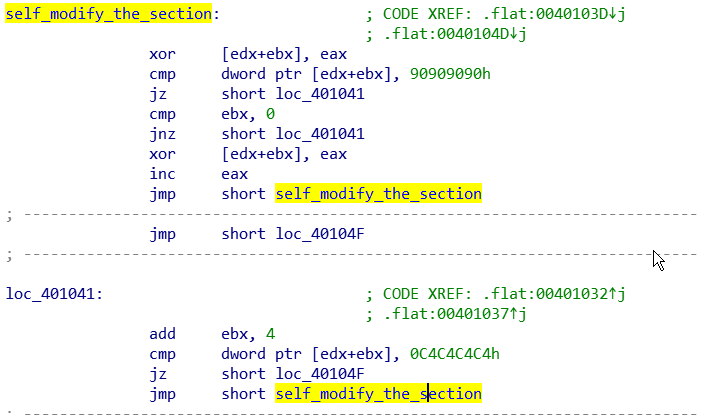 self_modify_the_section: ; CODE XREF: .flat:0040103D↓j
; .flat:0040104D↓j
xor [edx+ebx], eax
cmp dword ptr [edx+ebx], 90909090h
jz short loc_401041
cmp ebx, 0
jnz short loc_401041
xor [edx+ebx], eax
inc eax
jmp short self_modify_the_section
; ---------------------------------------------------------------------------
jmp short loc_40104F
; ---------------------------------------------------------------------------
loc_401041: ; CODE XREF: .flat:00401032↑j
; .flat:00401037↑j
add ebx, 4
cmp dword ptr [edx+ebx], 0C4C4C4C4h
jz short loc_40104F
jmp short self_modify_the_section
; ---------------------------------------------------------------------------